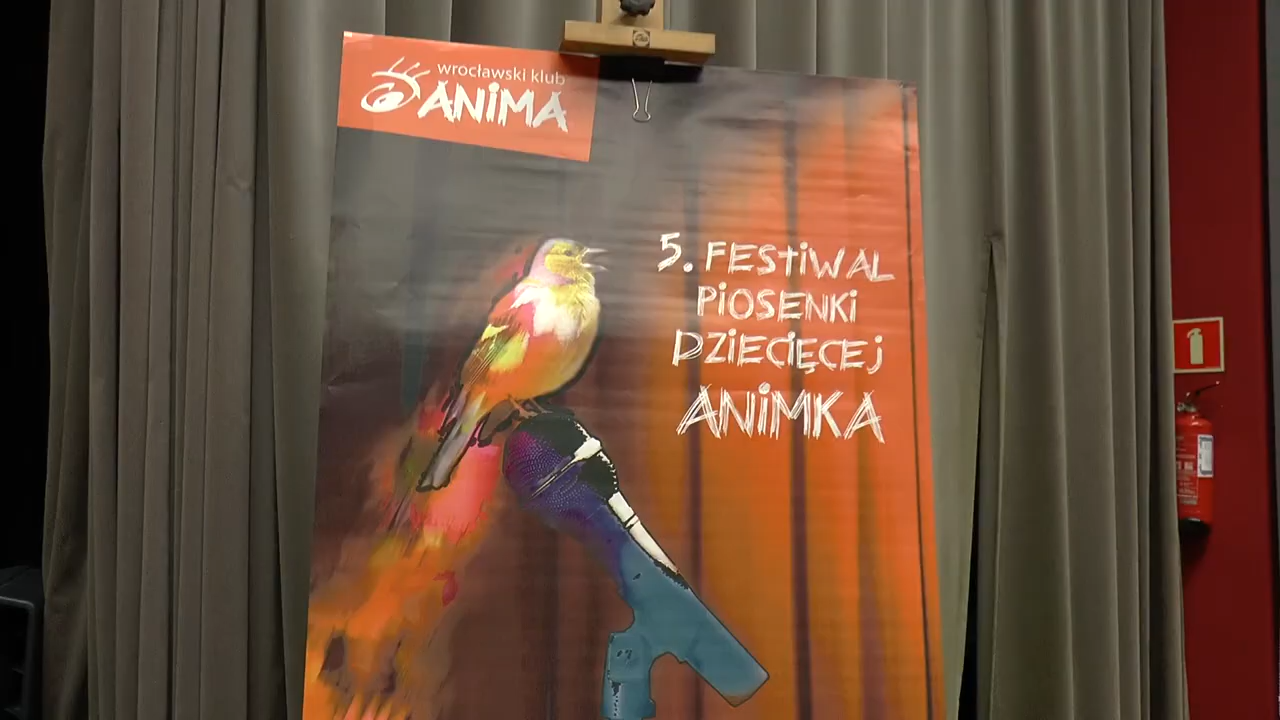 wrocławski klub
ANiMA
5. FEStiWAL
PiOSENKi
DZiECiĘCEj
ANiMKA